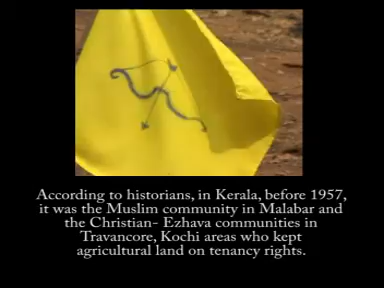 According to historians, in Kerala, before 1957,
it was the Muslim community in Malabar and
the Christian- Ezhava communities in
Travancore, Kochi areas who kept
agricultural land on tenancy rights.